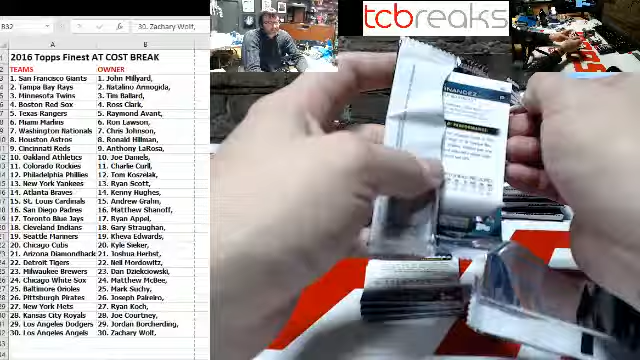 B32
fx
30. Zachary Wolf,
A
B
2016 Topps Finest AT COST BREAK
TEAMS OWNER
1. San Francisco Giants 1. John Millyard,
2. Tampa Bay Rays 2. Natalino Armogida,
3. Minnesota Twins 3. Tim Ballard,
4. Boston Red Sox 4. Ross Clark,
5. Texas Rangers 5. Raymond Avant,
6. Miami Marlins 6. Ron Lawson,
7. Washington Nationals 7. Chris Johnson,
8. Houston Astros 8. Ronald Hillman,
9. Cincinnati Reds 9. Anthony LaRosa,
10. Oakland Athletics 10. Joe Daniels,
11. Colorado Rockies 11. Charlie Curll,
12. Philadelphia Phillies 12. Tom Koszelak,
13. New York Yankees 13. Ryan Scott,
14. Atlanta Braves 14. Kenny Hughes,
15. St. Louis Cardinals 15. Andrew Grahn,
16. San Diego Padres 16. Matthew Shanoff,
17. Toronto Blue Jays 17. Ryan Appel,
18. Cleveland Indians 18. Gary Straughan,
19. Seattle Mariners 19. Kheva Edwards,
20. Chicago Cubs 20. Kyle Sieker,
21. Arizona Diamondback 21. Joshua Herbst,
22. Detroit Tigers 22. Neil Mordowitz,
23. Milwaukee Brewers 23. Dan Dziekciowski,
24. Chicago White Sox 24. Matthew McBee,
25. Baltimore Orioles 25. Mark Suchy,
26. Pittsburgh Pirates 26. Joseph Palreiro,
27. New York Mets 27. Ryan Koch,
28. Kansas City Royals 28. Joe Courtney,
29. Los Angeles Dodgers 29. Jordan Borcherding,
30. Los Angeles Angels 30. Zachary Wolf,
tcbreaks
RNANDEZ